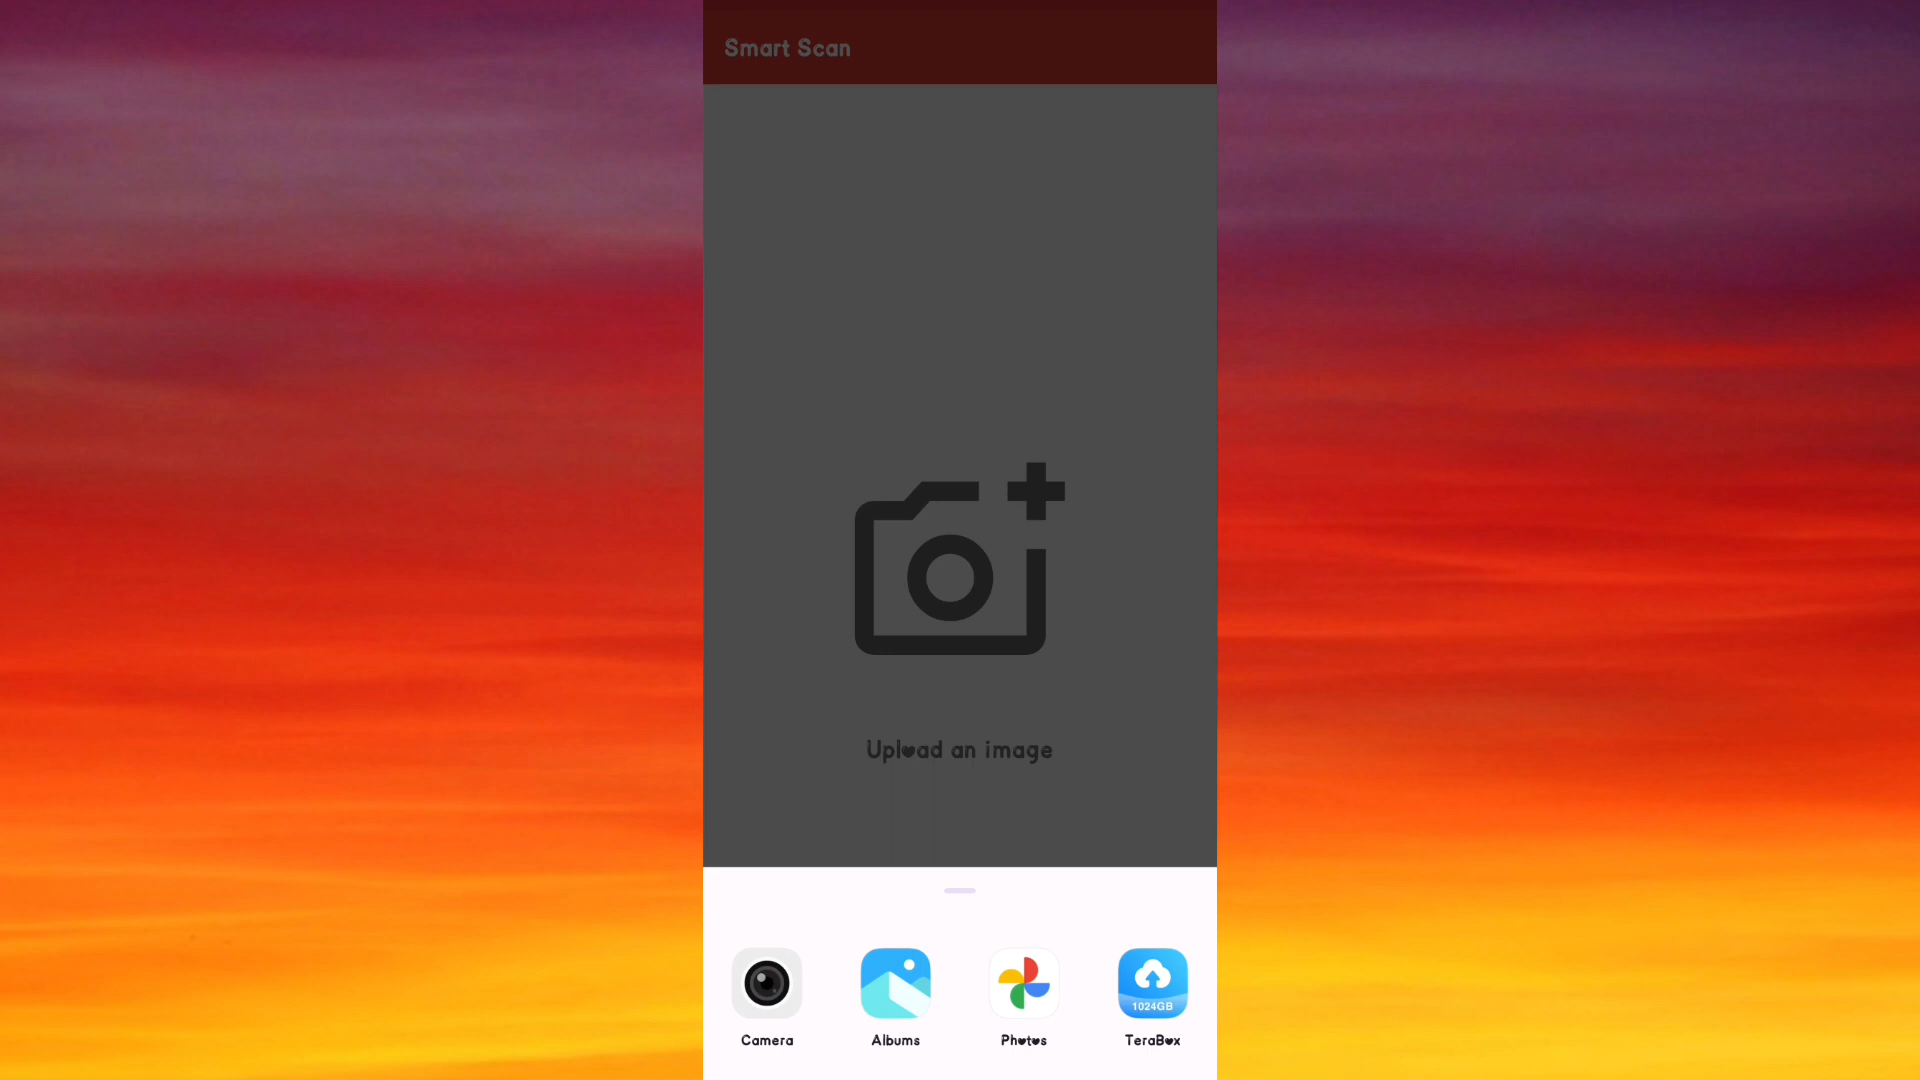 Smart Scan
Upload an image
1024GB
Camera
Albums
Photos
TeraBox